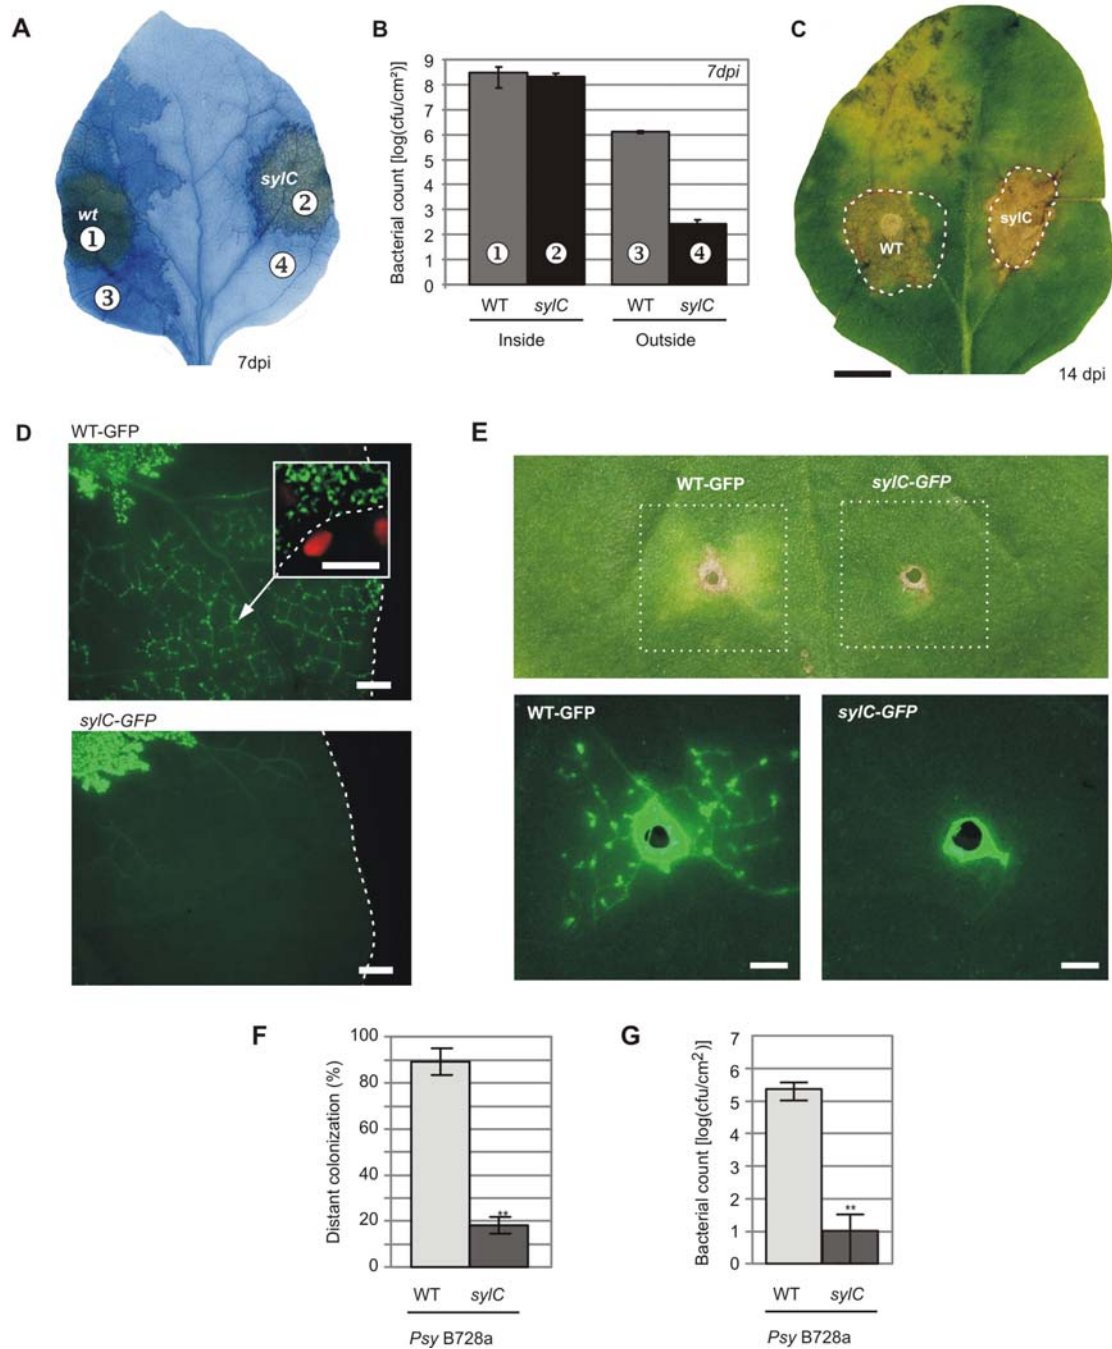 A
wt
1
3
sylC
2
4
7dpi
B
Bacterial count [log(cfu/cm²)]
9
8
7
6
5
4
3
2
1
0
7dpi
1
2
3
4
WT
sylC
WT
sylC
Inside
Outside
C
WT
sylC
14 dpi
D
WT-GFP
sylC-GFP
E
WT-GFP
sylC-GFP
WT-GFP
sylC-GFP
F
Distant colonization (%)
100
80
60
40
20
0
**
WT
sylC
Psy B728a
G
Bacterial count [log(cfu/cm²)]
7
6
5
4
3
2
1
0
**
WT
sylC
Psy B728a